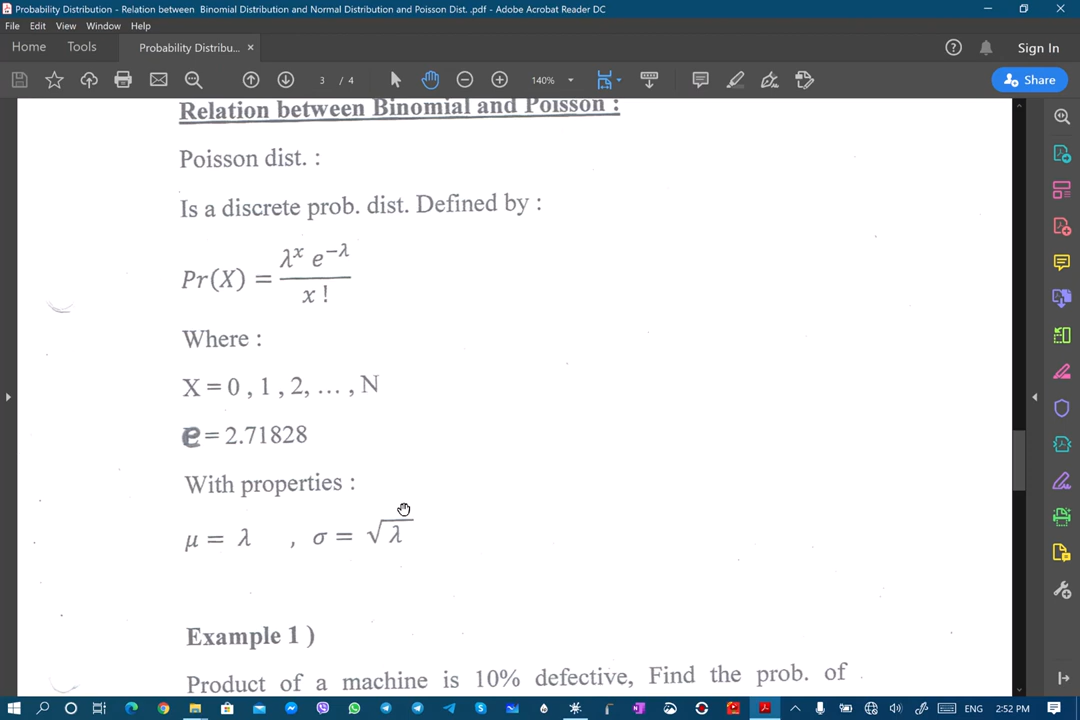 Probability Distribution - Relation between Binomial Distribution and Normal Distribution and Poisson Dist. .pdf - Adobe Acrobat Reader DC
File Edit View Window Help
Home Tools Probability Distribu... × Sign In
3 / 4 140% Share
Relation between Binomial and Poisson :
Poisson dist. :
Is a discrete prob. dist. Defined by :
Pr(X) = λ^x e^−λ / x !
Where :
X = 0 , 1 , 2, … , N
e = 2.71828
With properties :
μ = λ , σ = √λ
Example 1 )
Product of a machine is 10% defective, Find the prob. of
ENG 2:52 PM